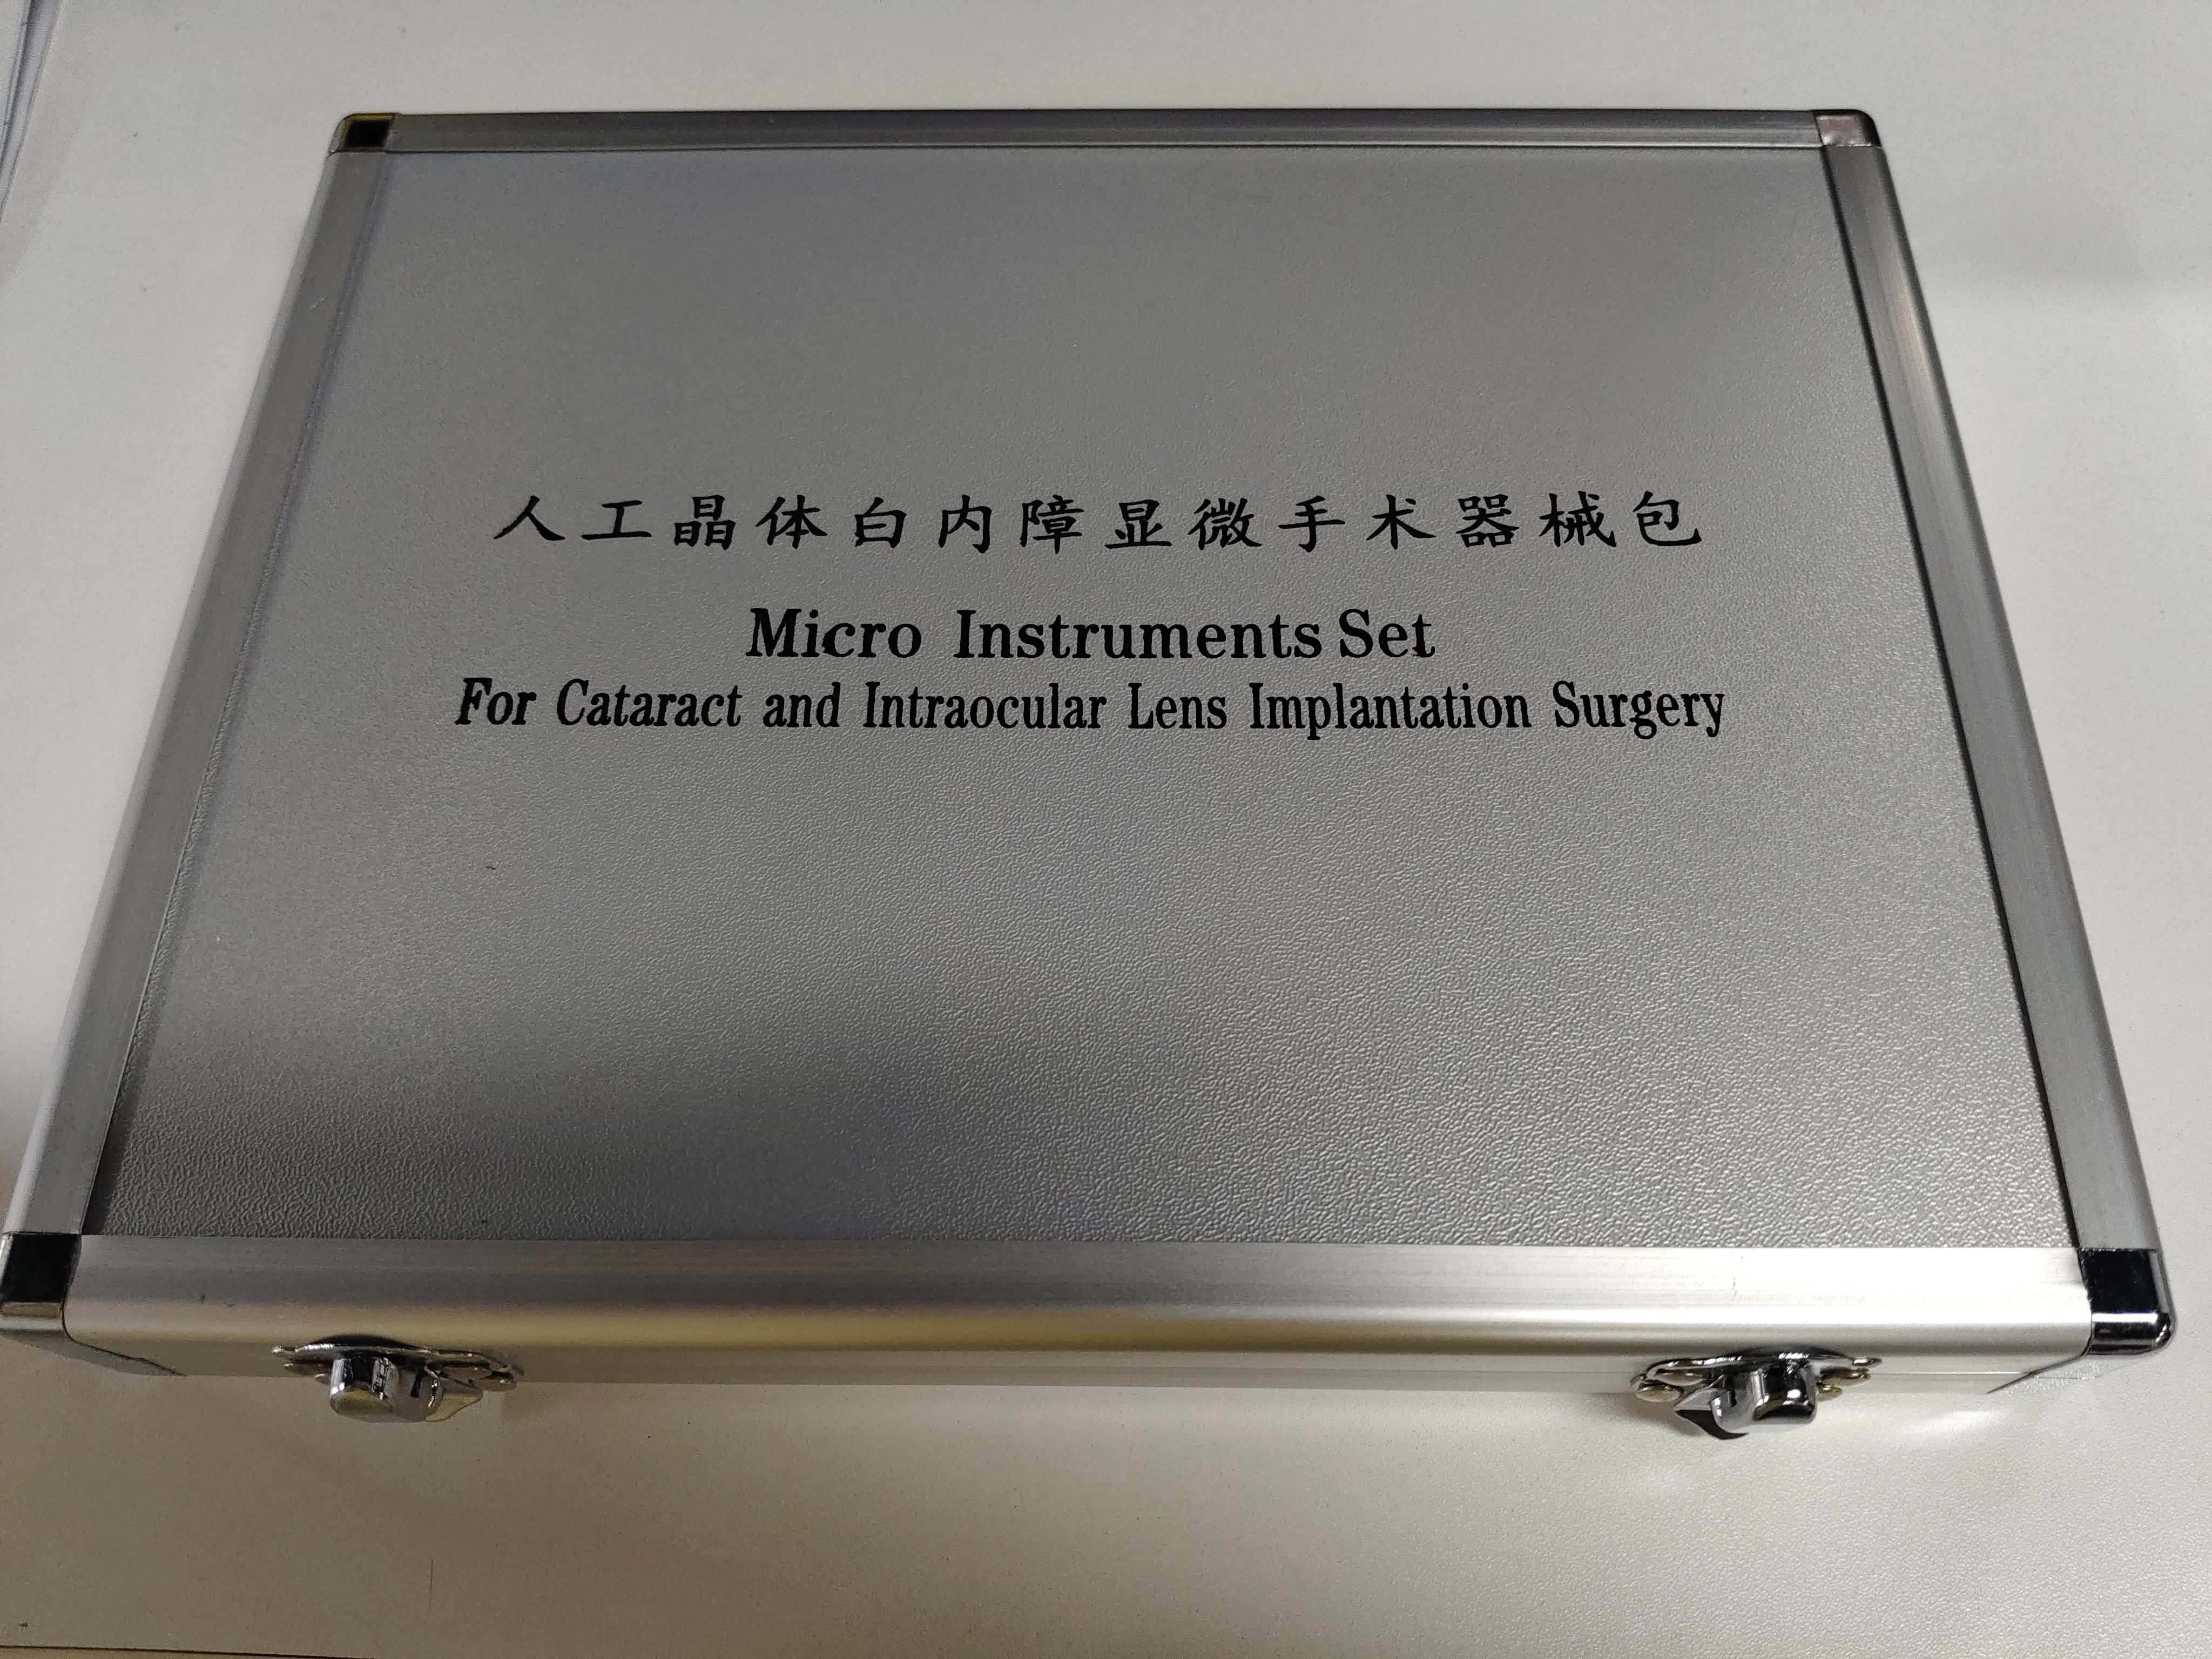 人工晶体白内障显微手术器械包
Micro Instruments Set
For Cataract and Intraocular Lens Implantation Surgery